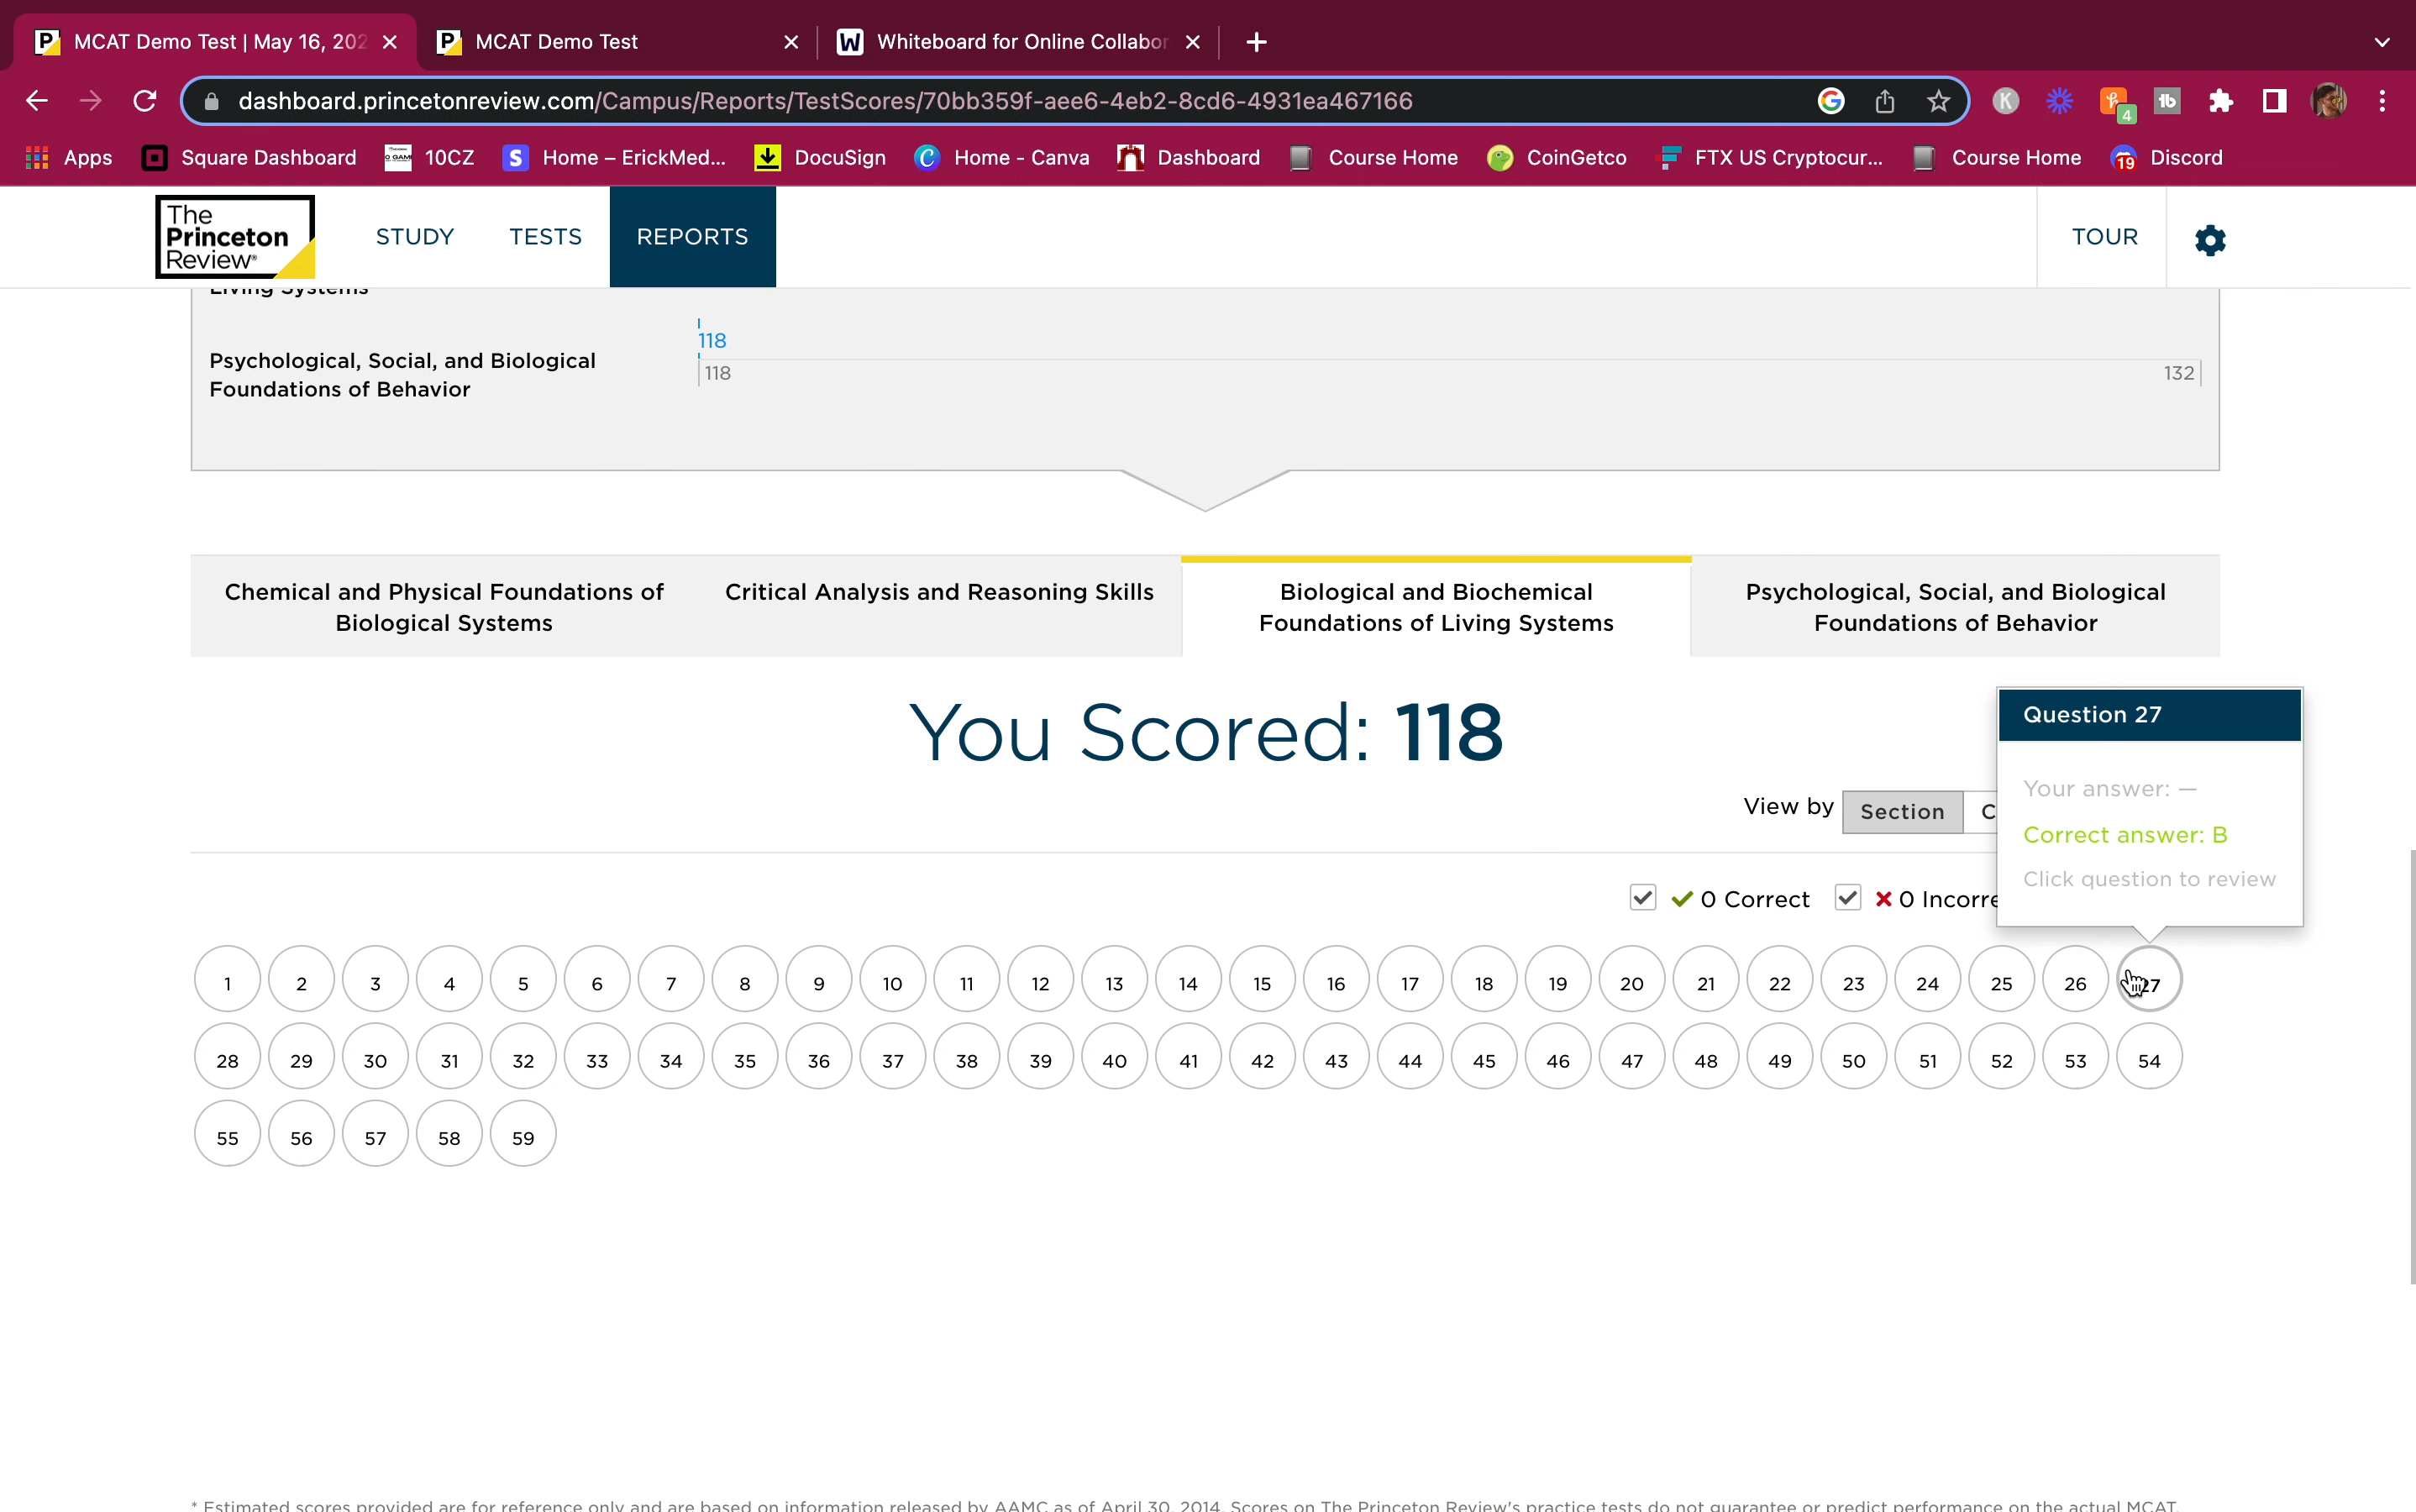 MCAT Demo Test | May 16, 202
MCAT Demo Test
Whiteboard for Online Collabor
dashboard.princetonreview.com/Campus/Reports/TestScores/70bb359f-aee6-4eb2-8cd6-4931ea467166
4
Apps
Square Dashboard
10CZ
Home – ErickMed...
DocuSign
Home - Canva
Dashboard
Course Home
CoinGetco
FTX US Cryptocur...
Course Home
19
Discord
The
Princeton
Review®
STUDY
TESTS
REPORTS
TOUR
Living Systems
118
Psychological, Social, and Biological
Foundations of Behavior
118
132
Chemical and Physical Foundations of
Biological Systems
Critical Analysis and Reasoning Skills
Biological and Biochemical
Foundations of Living Systems
Psychological, Social, and Biological
Foundations of Behavior
You Scored: 118
Question 27
Your answer: —
Correct answer: B
Click question to review
View by
Section
C
0 Correct
0 Incorre
1 2 3 4 5 6 7 8 9 10 11 12 13 14 15 16 17 18 19 20 21 22 23 24 25 26 27
28 29 30 31 32 33 34 35 36 37 38 39 40 41 42 43 44 45 46 47 48 49 50 51 52 53 54
55 56 57 58 59
* Estimated scores provided are for reference only and are based on information released by AAMC as of April 30, 2014. Scores on The Princeton Review's practice tests do not guarantee or predict performance on the actual MCAT.